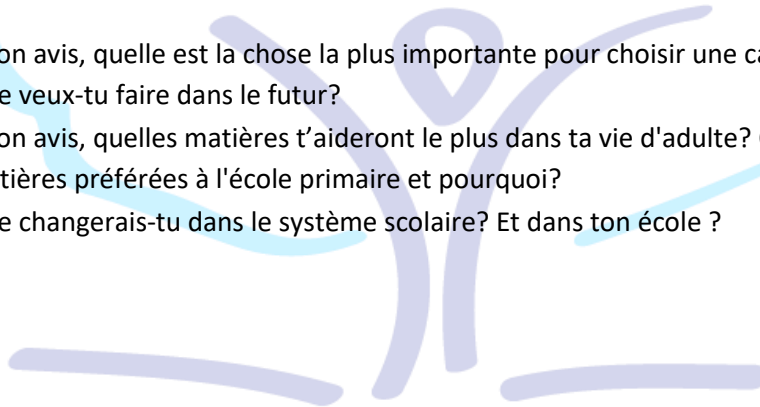 on avis, quelle est la chose la plus importante pour choisir une
e veux-tu faire dans le futur?
on avis, quelles matières t’aideront le plus dans ta vie d'adulte?
tières préférées à l'école primaire et pourquoi?
e changerais-tu dans le système scolaire? Et dans ton école ?